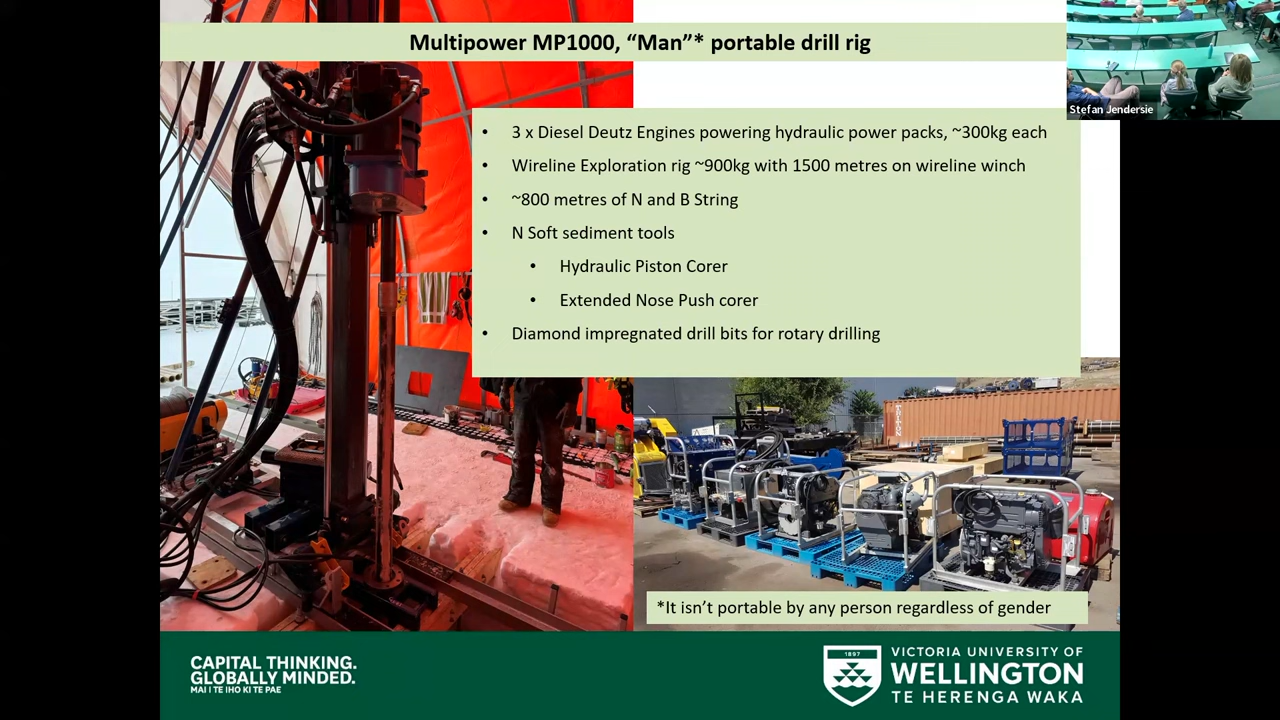 Multipower MP1000, “Man”* portable drill rig
Stefan Jendersie
• 3 x Diesel Deutz Engines powering hydraulic power packs, ~300kg each
• Wireline Exploration rig ~900kg with 1500 metres on wireline winch
• ~800 metres of N and B String
• N Soft sediment tools
• Hydraulic Piston Corer
• Extended Nose Push corer
• Diamond impregnated drill bits for rotary drilling
TRITON
*It isn’t portable by any person regardless of gender
CAPITAL THINKING.
GLOBALLY MINDED.
MAI I TE IHO KI TE PAE
1897
VICTORIA UNIVERSITY OF
WELLINGTON
TE HERENGA WAKA